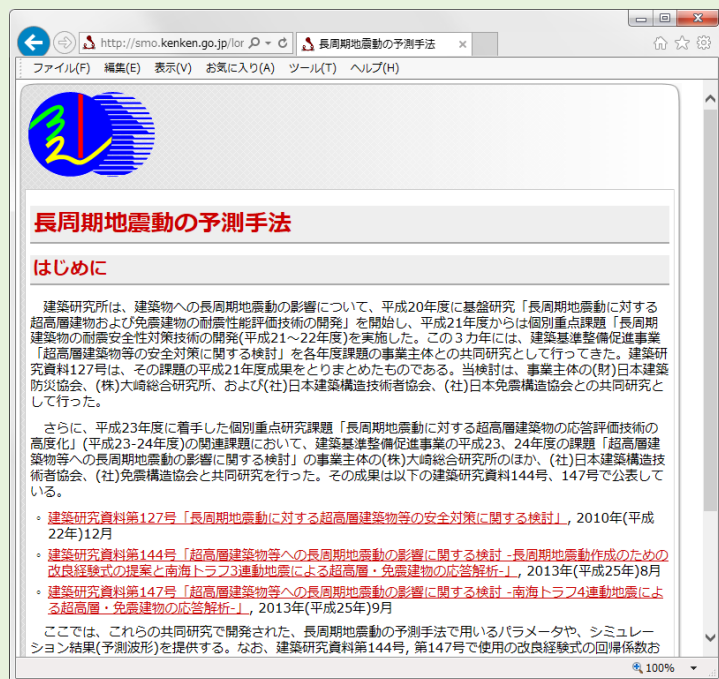 http://smo.kenken.go.jp/lor
長周期地震動の予測手法
ファイル(F) 編集(E) 表示(V) お気に入り(A) ツール(T) ヘルプ(H)
長周期地震動の予測手法
はじめに
建築研究所は、建築物への長周期地震動の影響について、平成20年度に基盤研究「長周期地震動に対する
超高層建物および免震建物の耐震性能評価技術の開発」を開始し、平成21年度からは個別重点課題「長周期
建築物の耐震安全性対策技術の開発(平成21～22年度)を実施した。この3カ年には、建築基準整備促進事業
「超高層建築物等の安全対策に関する検討」を各年度課題の事業主体との共同研究として行ってきた。建築研
究資料127号は、その課題の平成21年度成果をとりまとめたものである。当検討は、事業主体の(財)日本建築
防災協会、(株)大崎総合研究所、および(社)日本建築構造技術者協会、(社)日本免震構造協会との共同研究と
して行った。
さらに、平成23年度に着手した個別重点研究課題「長周期地震動に対する超高層建築物の応答評価技術の
高度化」(平成23-24年度)の関連課題において、建築基準整備促進事業の平成23、24年度の課題「超高層建
築物等への長周期地震動の影響に関する検討」の事業主体の(株)大崎総合研究所のほか、(社)日本建築構造技
術者協会、(社)免震構造協会と共同研究を行った。その成果は以下の建築研究資料144号、147号で公表して
いる。
◦ 建築研究資料第127号「長周期地震動に対する超高層建築物等の安全対策に関する検討」, 2010年(平成
22年)12月
◦ 建築研究資料第144号「超高層建築物等への長周期地震動の影響に関する検討 -長周期地震動作成のための
改良経験式の提案と南海トラフ3連動地震による超高層・免震建物の応答解析-」, 2013年(平成25年)8月
◦ 建築研究資料第147号「超高層建築物等への長周期地震動の影響に関する検討 -南海トラフ4連動地震によ
る超高層・免震建物の応答解析-」, 2013年(平成25年)9月
ここでは、これらの共同研究で開発された、長周期地震動の予測手法で用いるパラメータや、シミュレー
ション結果(予測波形)を提供する。なお、建築研究資料第144号, 第147号で使用の改良経験式の回帰係数お
100%